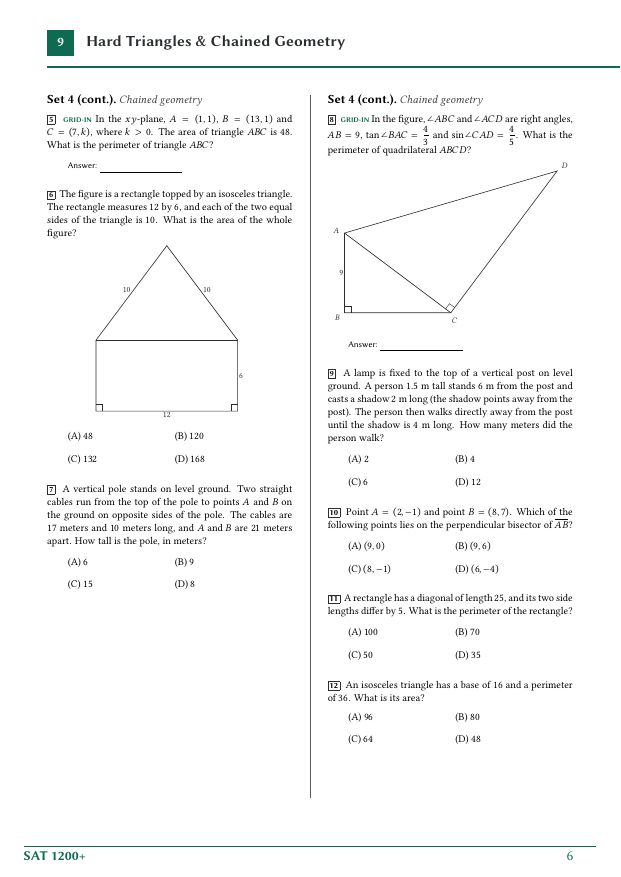 9 Hard Triangles & Chained Geometry
Set 4 (cont.). Chained geometry
5 GRID-IN In the xy-plane, A = (1, 1), B = (13, 1) and
C = (7, k), where k > 0. The area of triangle ABC is 48.
What is the perimeter of triangle ABC?
Answer:
6 The figure is a rectangle topped by an isosceles triangle.
The rectangle measures 12 by 6, and each of the two equal
sides of the triangle is 10. What is the area of the whole
figure?
10 10
6
12
(A) 48 (B) 120
(C) 132 (D) 168
7 A vertical pole stands on level ground. Two straight
cables run from the top of the pole to points A and B on
the ground on opposite sides of the pole. The cables are
17 meters and 10 meters long, and A and B are 21 meters
apart. How tall is the pole, in meters?
(A) 6 (B) 9
(C) 15 (D) 8
Set 4 (cont.). Chained geometry
8 GRID-IN In the figure, ∠ABC and ∠ACD are right angles,
AB = 9, tan∠BAC = 4/3 and sin∠CAD = 4/5. What is the
perimeter of quadrilateral ABCD?
D
A
9
B
C
Answer:
9 A lamp is fixed to the top of a vertical post on level
ground. A person 1.5 m tall stands 6 m from the post and
casts a shadow 2 m long (the shadow points away from the
post). The person then walks directly away from the post
until the shadow is 4 m long. How many meters did the
person walk?
(A) 2 (B) 4
(C) 6 (D) 12
10 Point A = (2, −1) and point B = (8, 7). Which of the
following points lies on the perpendicular bisector of A̅B̅?
(A) (9, 0) (B) (9, 6)
(C) (8, −1) (D) (6, −4)
11 A rectangle has a diagonal of length 25, and its two side
lengths differ by 5. What is the perimeter of the rectangle?
(A) 100 (B) 70
(C) 50 (D) 35
12 An isosceles triangle has a base of 16 and a perimeter
of 36. What is its area?
(A) 96 (B) 80
(C) 64 (D) 48
SAT 1200+ 6